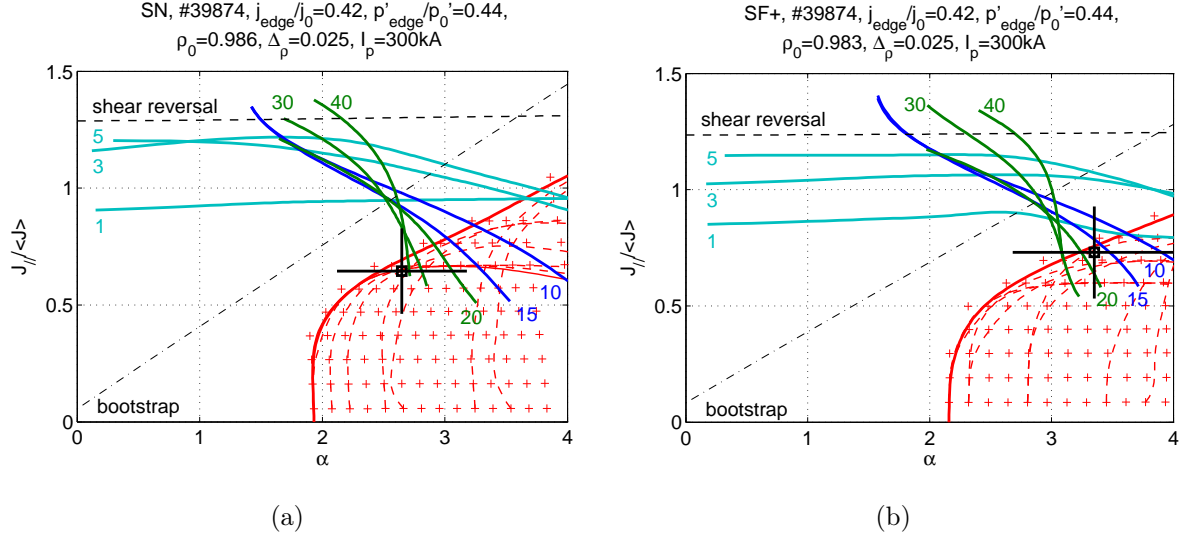 SN, #39874, j_edge/j_0=0.42, p'_edge/p_0'=0.44,
ρ_0=0.986, Δ_ρ=0.025, I_p=300kA
1.5
1
0.5
0
J_//<J>
shear reversal
30
40
5
3
1
10
15
20
bootstrap
0
1
2
3
4
α
(a)
SF+, #39874, j_edge/j_0=0.42, p'_edge/p_0'=0.44,
ρ_0=0.983, Δ_ρ=0.025, I_p=300kA
1.5
1
0.5
0
J_///<J>
shear reversal
30
40
5
3
1
10
15
20
bootstrap
0
1
2
3
4
α
(b)